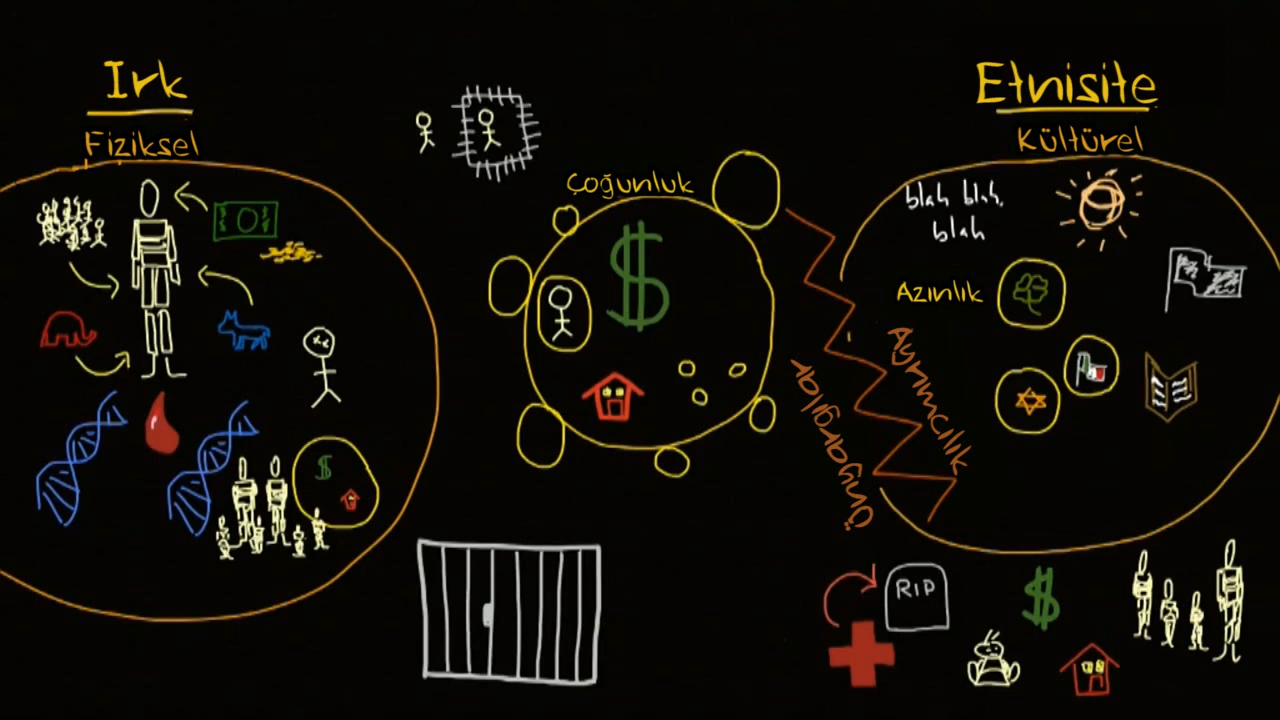 Irk
Fiziksel
Çoğunluk
Etnisite
Kültürel
blah blah,
blah
Azınlık
Ayrımcılık
Önyargılar
RIP
$
$
$